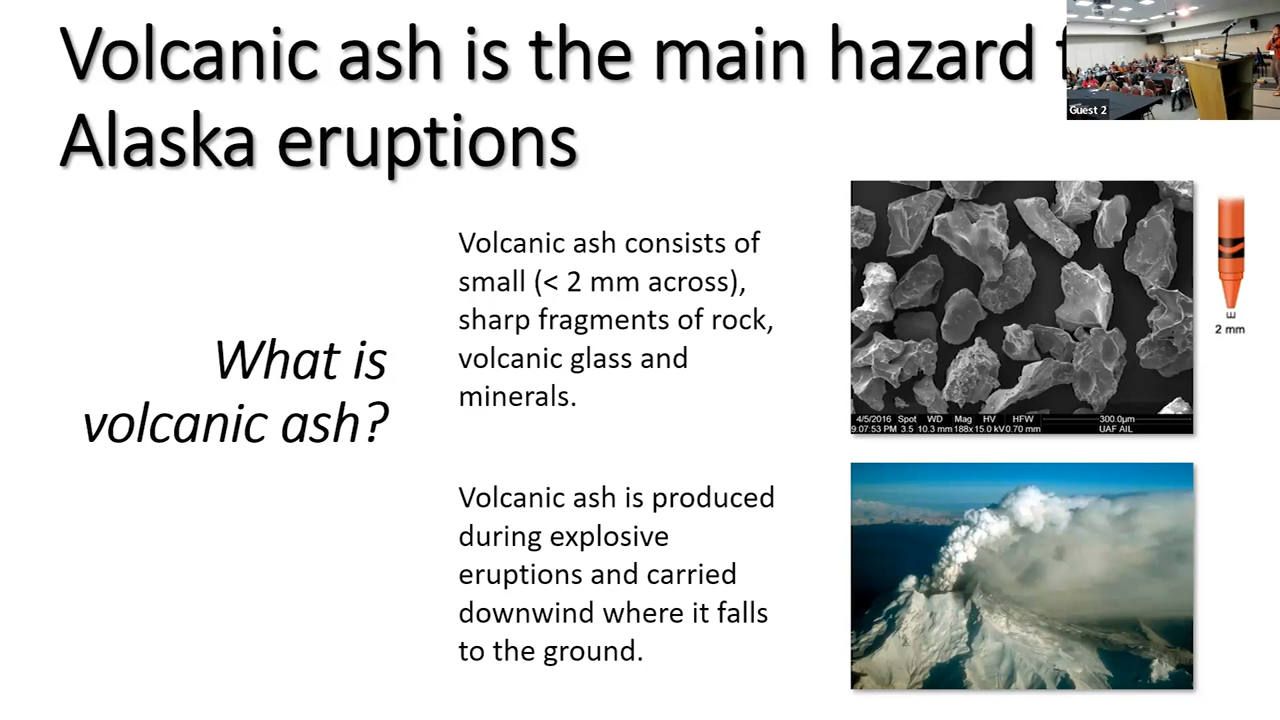 Volcanic ash is the main hazard f
Alaska eruptions
Guest 2
What is
volcanic ash?
Volcanic ash consists of
small (< 2 mm across),
sharp fragments of rock,
volcanic glass and
minerals.
4/5/2016 Spot WD Mag HV HFW 300.0µm
9:07:53 PM 3.5 10.3 mm 188x 15.0 kV 0.70 mm UAF AIL
2 mm
Volcanic ash is produced
during explosive
eruptions and carried
downwind where it falls
to the ground.